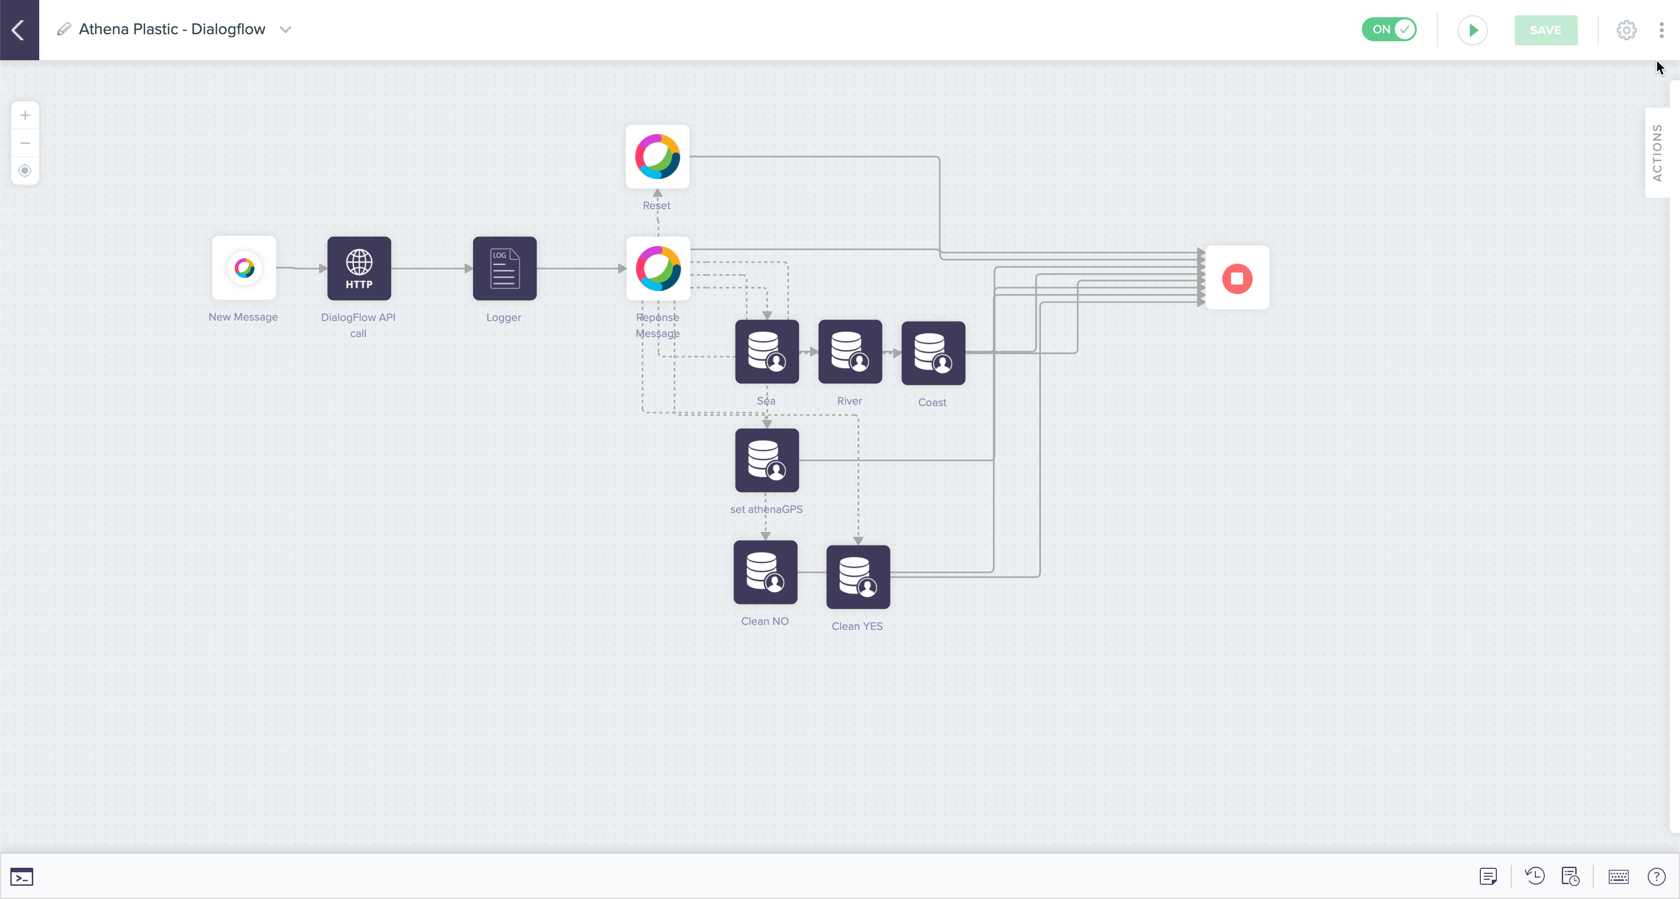 Athena Plastic - Dialogflow
ON
SAVE
ACTIONS
Reset
HTTP
LOG
New Message
DialogFlow API
call
Logger
Reponse
Message
Sea
River
Coast
set athenaGPS
Clean NO
Clean YES